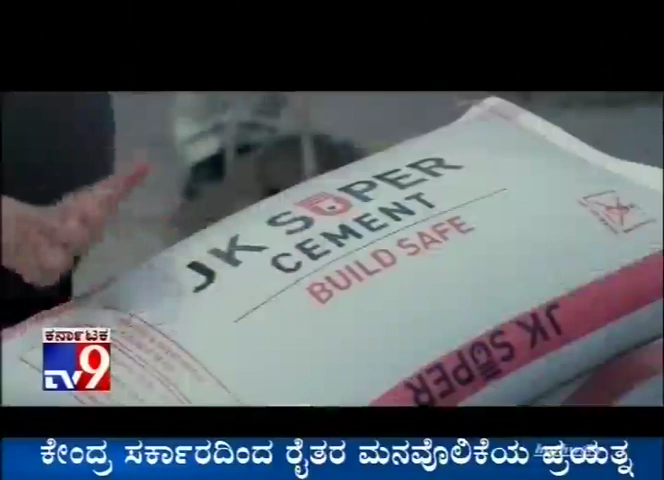 JK SUPER
CEMENT
BUILD SAFE
JK SUPER
ಕರ್ನಾಟಕ
TV9
ಕೇಂದ್ರ ಸರ್ಕಾರದಿಂದ ರೈತರ ಮನವೊಲಿಕೆಯ ಪ್ರಯತ್ನ